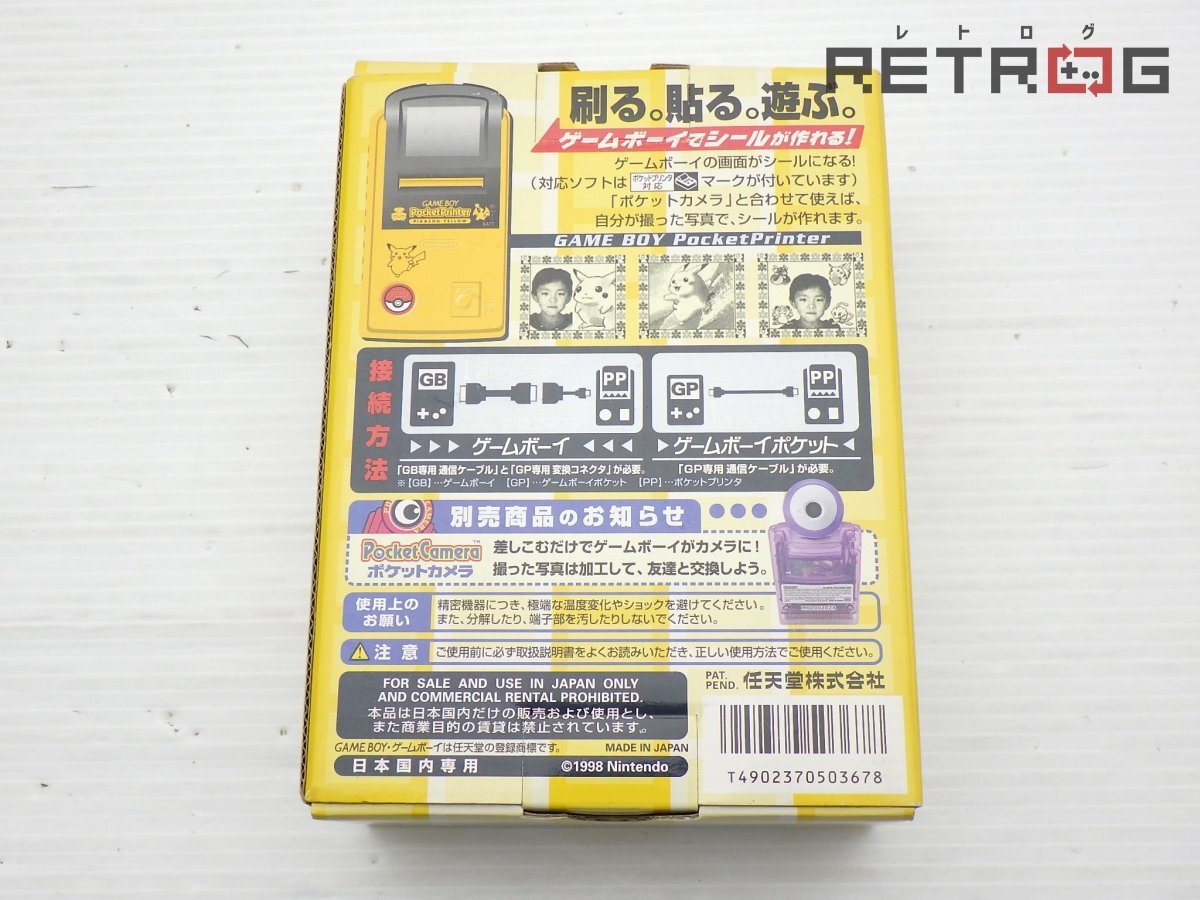 レトログ
RETROG
刷る。貼る。遊ぶ。
ゲームボーイでシールが作れる!
ゲームボーイの画面がシールになる!
(対応ソフトは ポケットプリンタ対応 マークが付いています)
「ポケットカメラ」と合わせて使えば、
自分が撮った写真で、シールが作れます。
GAME BOY
PocketPrinter
PIKACHU YELLOW
GAME BOY PocketPrinter
接続方法
GB
PP
GP
PP
▶▶▶ ゲームボーイ ◀◀◀
▶ ゲームボーイポケット ◀
「GB専用 通信ケーブル」と「GP専用 変換コネクタ」が必要。
「GP専用 通信ケーブル」が必要。
※【GB】…ゲームボーイ 【GP】…ゲームボーイポケット 【PP】…ポケットプリンタ
別売商品のお知らせ
PocketCamera™
ポケットカメラ
差しこむだけでゲームボーイがカメラに!
撮った写真は加工して、友達と交換しよう。
使用上のお願い
精密機器につき、極端な温度変化やショックを避けてください。
また、分解したり、端子部を汚したりしないでください。
注意
ご使用前に必ず取扱説明書をよくお読みいただき、正しい使用方法でご使用ください。
FOR SALE AND USE IN JAPAN ONLY
AND COMMERCIAL RENTAL PROHIBITED.
本品は日本国内だけの販売および使用とし、
また商業目的の賃貸は禁止されています。
PAT. PEND. 任天堂株式会社
GAME BOY・ゲームボーイは任天堂の登録商標です。
MADE IN JAPAN
日本国内専用
©1998 Nintendo
T4902370503678